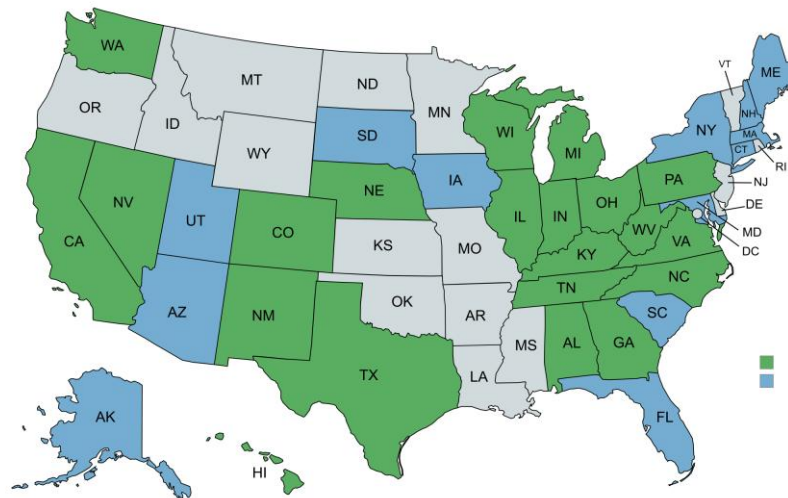 WA
MT
ND
MN
VT
ME
OR
ID
WY
SD
WI
MI
NY
NH
MA
CT
RI
NV
UT
CO
NE
IA
IL
IN
OH
PA
NJ
DE
MD
DC
CA
KS
MO
KY
WV
VA
AZ
NM
OK
AR
TN
NC
SC
TX
LA
MS
AL
GA
FL
AK
HI